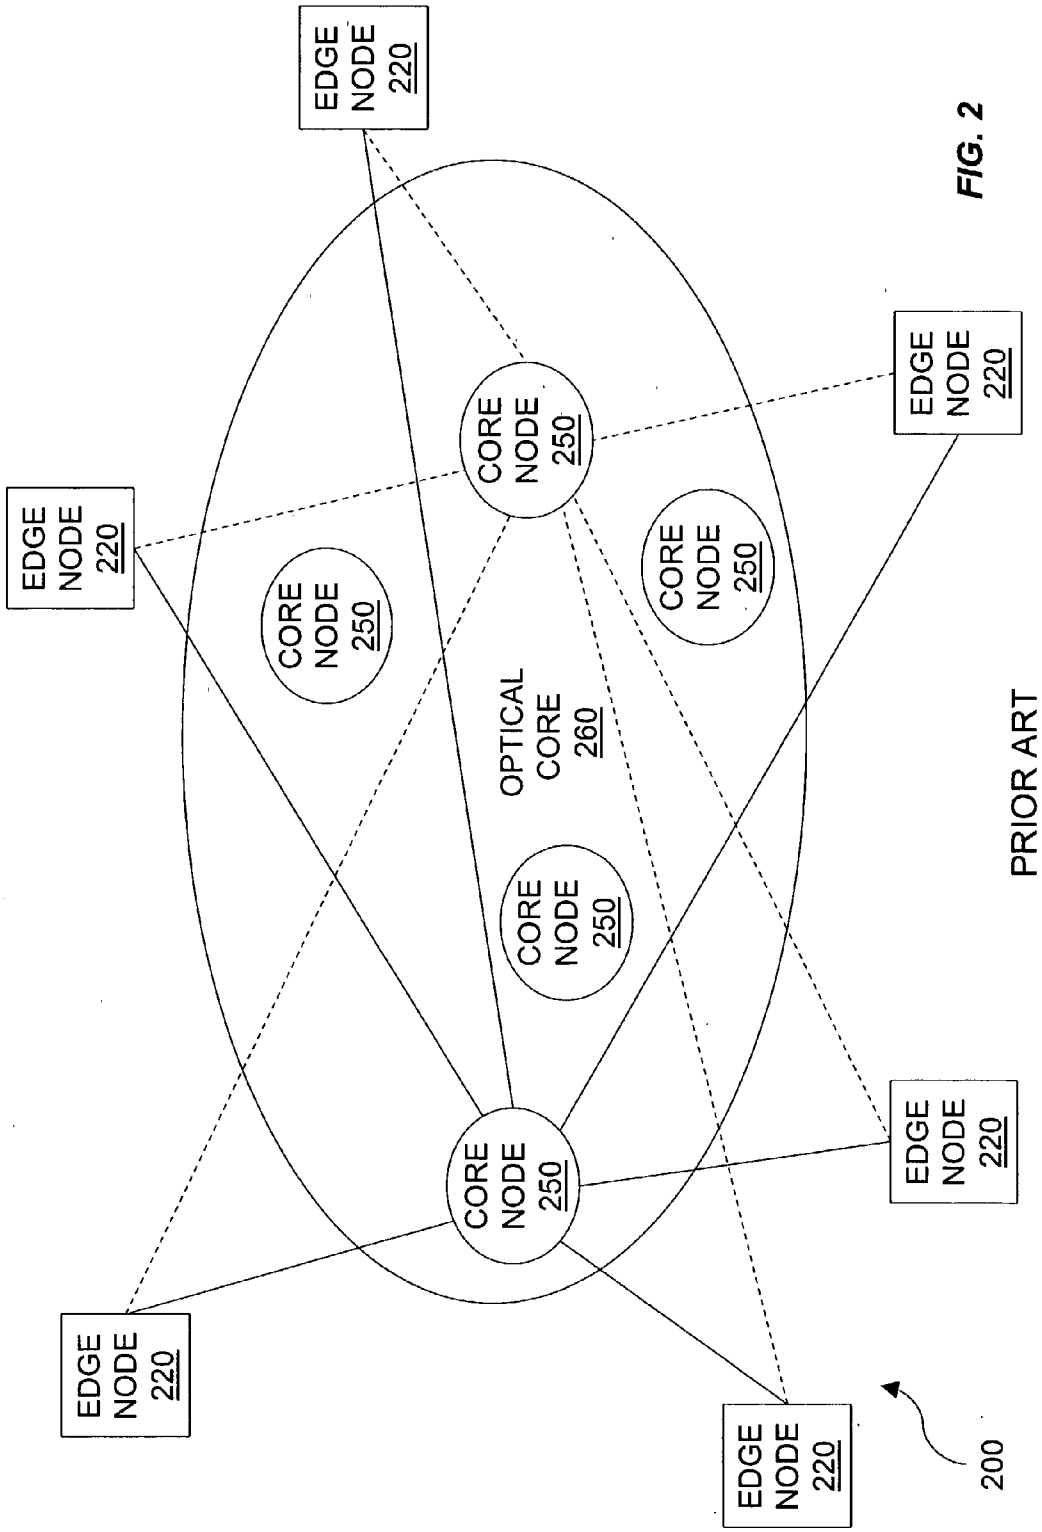 EDGE
NODE
220
EDGE
NODE
220
EDGE
NODE
220
CORE
NODE
250
CORE
NODE
250
OPTICAL
CORE
260
CORE
NODE
250
CORE
NODE
250
CORE
NODE
250
EDGE
NODE
220
EDGE
NODE
220
EDGE
NODE
220
200
PRIOR ART
FIG. 2